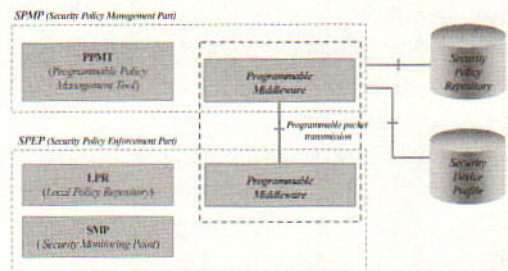 SPMP (Security Policy Management Part)
PPMT
(Programmable Policy
Management Tool)
Programmable
Middleware
Security
Policy
Repository
Programmable packet
transmission
SPEP (Security Policy Enforcement Part)
LPR
(Local Policy Repository)
Programmable
Middleware
Security
Device
Profile
SMP
( Security Monitoring Point)